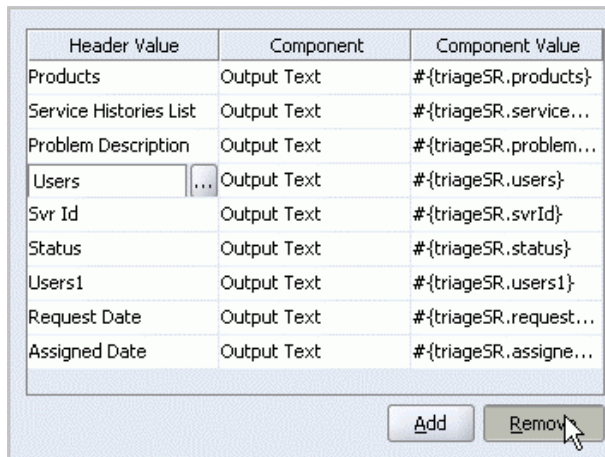 Header Value Component Component Value
Products Output Text #{triageSR.products}
Service Histories List Output Text #{triageSR.service...
Problem Description Output Text #{triageSR.problem...
Users ... Output Text #{triageSR.users}
Svr Id Output Text #{triageSR.svrId}
Status Output Text #{triageSR.status}
Users1 Output Text #{triageSR.users1}
Request Date Output Text #{triageSR.request...
Assigned Date Output Text #{triageSR.assigne...
Add Remove